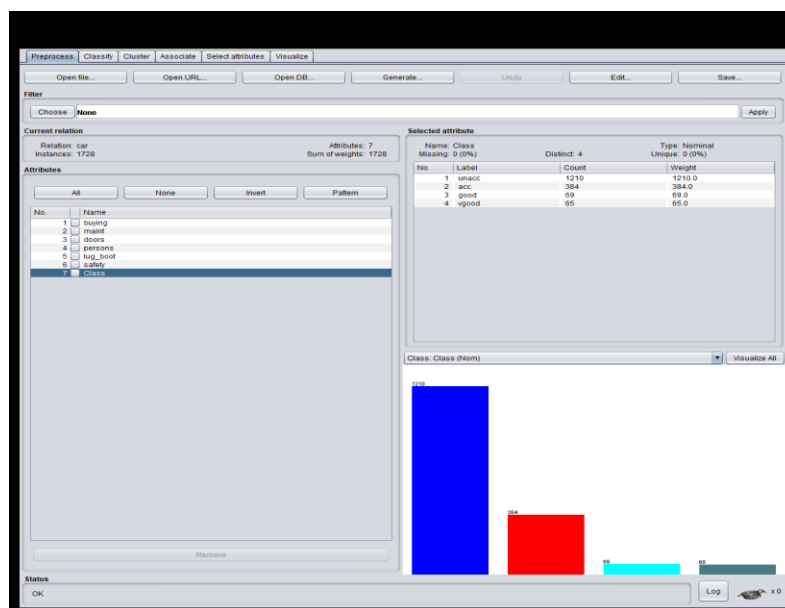 Preprocess Classify Cluster Associate Select attributes Visualize
Open file... Open URL... Open DB... Generate... Undo Edit... Save...
Filter
Choose None Apply
Current relation
Relation: car Attributes: 7
Instances: 1728 Sum of weights: 1728
Attributes
All None Invert Pattern
No. Name
1 buying
2 maint
3 doors
4 persons
5 lug_boot
6 safety
7 Class
Remove
Selected attribute
Name: Class Type: Nominal
Missing: 0 (0%) Distinct: 4 Unique: 0 (0%)
No. Label Count Weight
1 unacc 1210 1210.0
2 acc 384 384.0
3 good 69 69.0
4 vgood 65 65.0
Class: Class (Nom) Visualize All
1210
384
69
65
Status
OK Log x 0